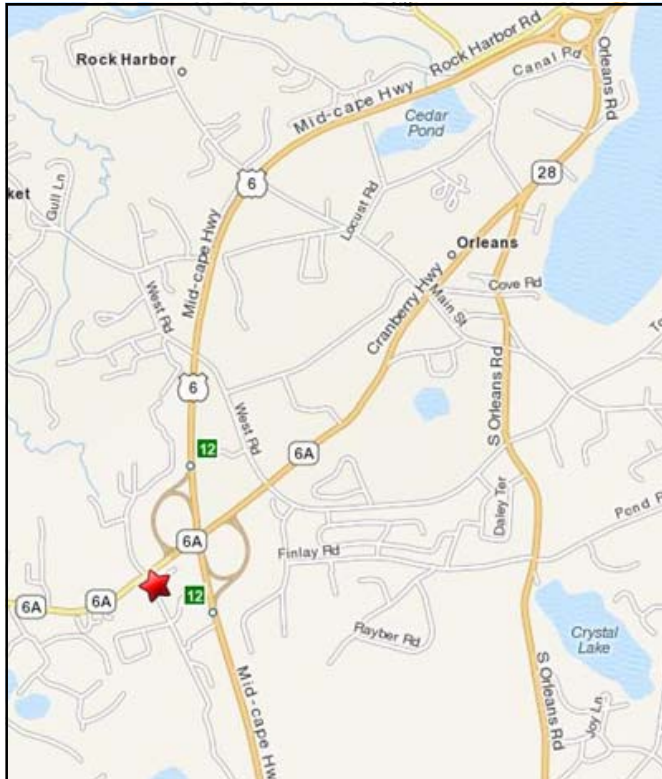 Rock Harbor Rd
Rock Harbor
Canal Rd
Orleans Rd
Mid-cape Hwy
Cedar
Pond
28
6
ket
Gull Ln
Locust Rd
Mid-cape Hwy
Orleans
Cove Rd
West Rd
Main St
Cranberry Hwy
To
6
S Orleans Rd
West Rd
6A
12
Daley Ter
Pond R
6A
Finlay Rd
6A
6A
12
Rayber Rd
Crystal
Lake
S Orleans Rd
Joy Ln
Mid-cape Hwy